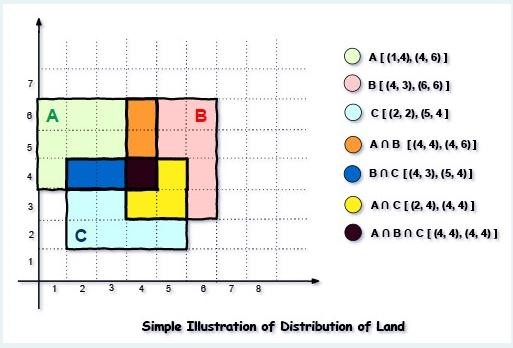 7
6
5
4
3
2
1
1 2 3 4 5 6 7 8
A
B
C
A [ (1,4), (4, 6) ]
B [ (4, 3), (6, 6) ]
C [ (2, 2), (5, 4 ]
A ∩ B [ (4, 4), (4, 6) ]
B ∩ C [ (4, 3), (5, 4) ]
A ∩ C [ (2, 4), (4, 4) ]
A ∩ B ∩ C [ (4, 4), (4, 4) ]
Simple Illustration of Distribution of Land